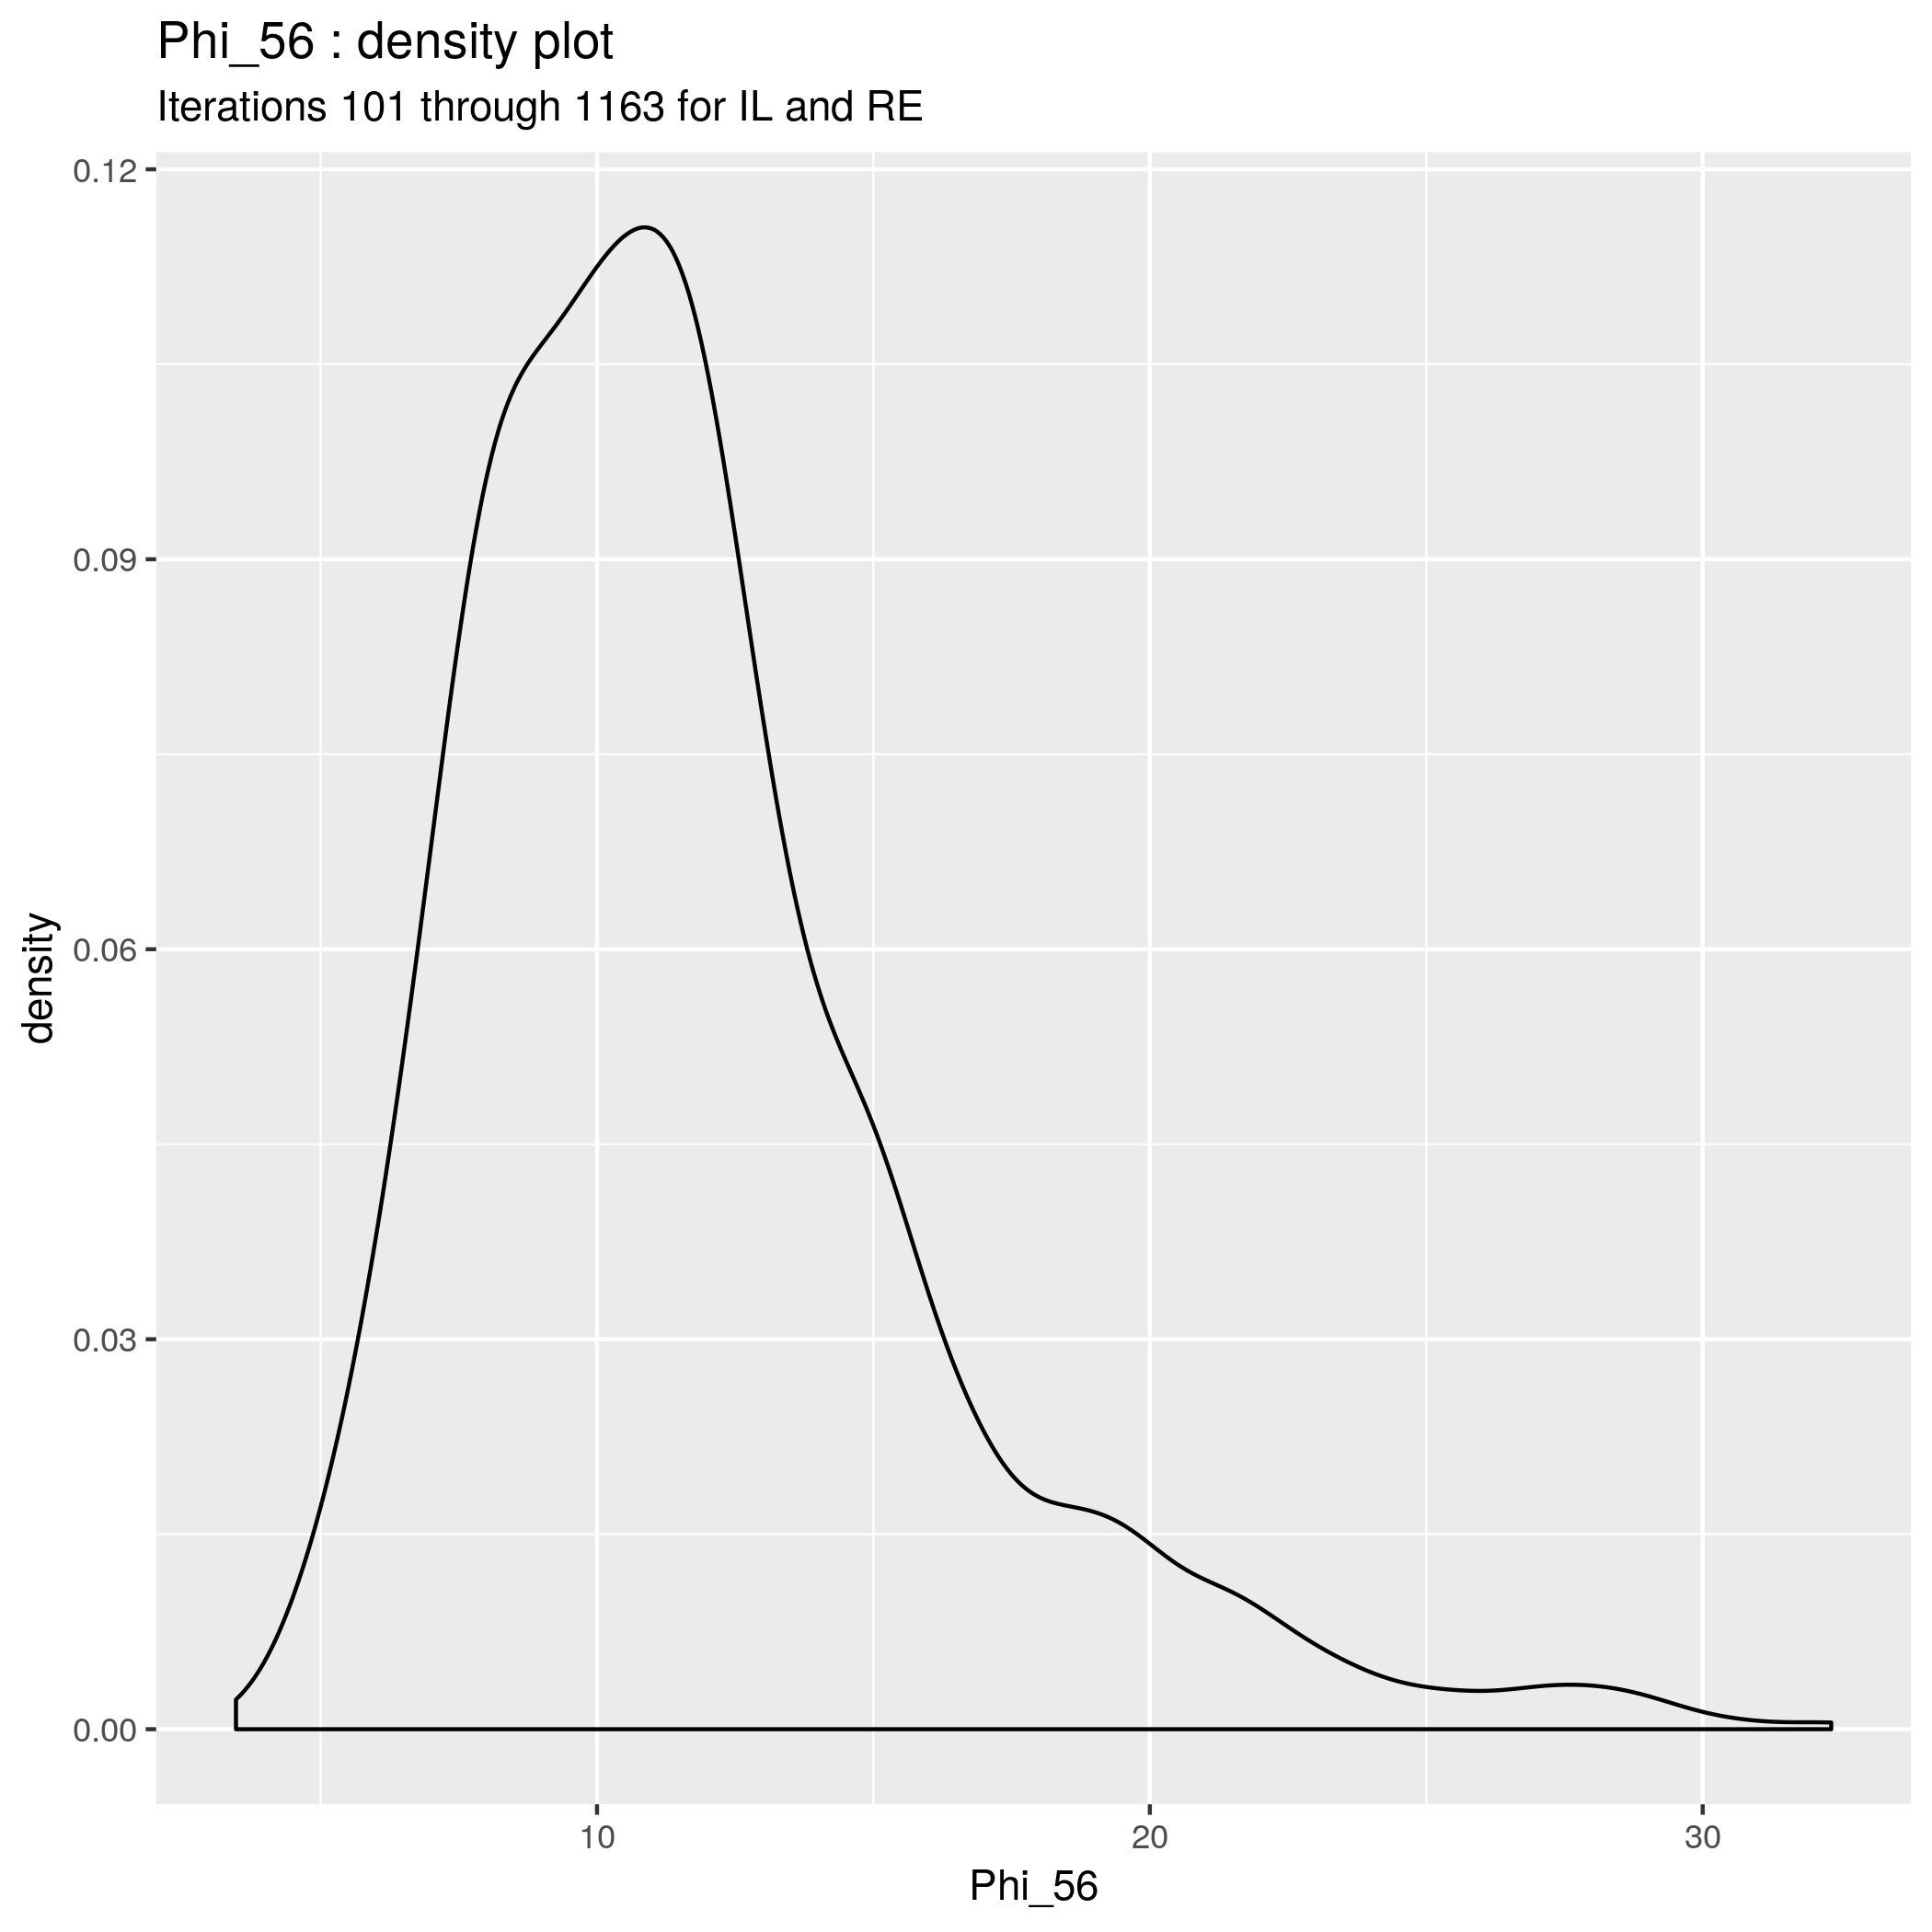 Phi_56 : density plot
Iterations 101 through 1163 for IL and RE
0.12
0.09
0.06
0.03
0.00
density
10 20 30
Phi_56